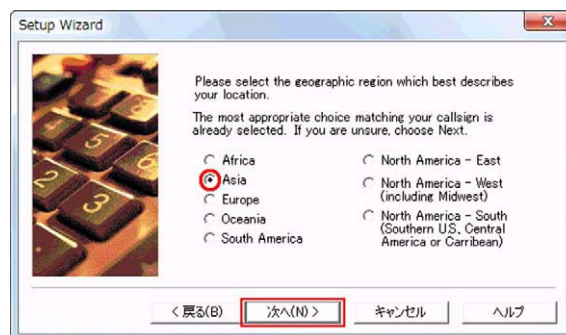 Setup Wizard
Please select the geographic region which best describes
your location.
The most appropriate choice matching your callsign is
already selected. If you are unsure, choose Next.
Africa
Asia
Europe
Oceania
South America
North America - East
North America - West
(including Midwest)
North America - South
(Southern U.S, Central
America or Carribean)
< 戻る(B)
次へ(N) >
キャンセル
ヘルプ